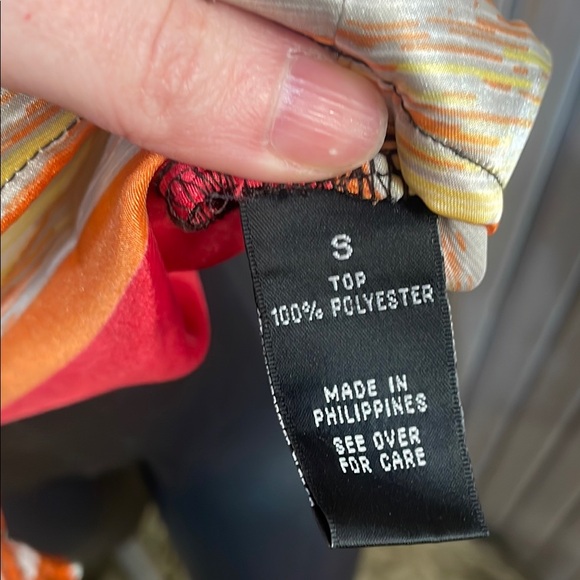 S
TOP
100% POLYESTER
MADE IN
PHILIPPINES
SEE OVER
FOR CARE